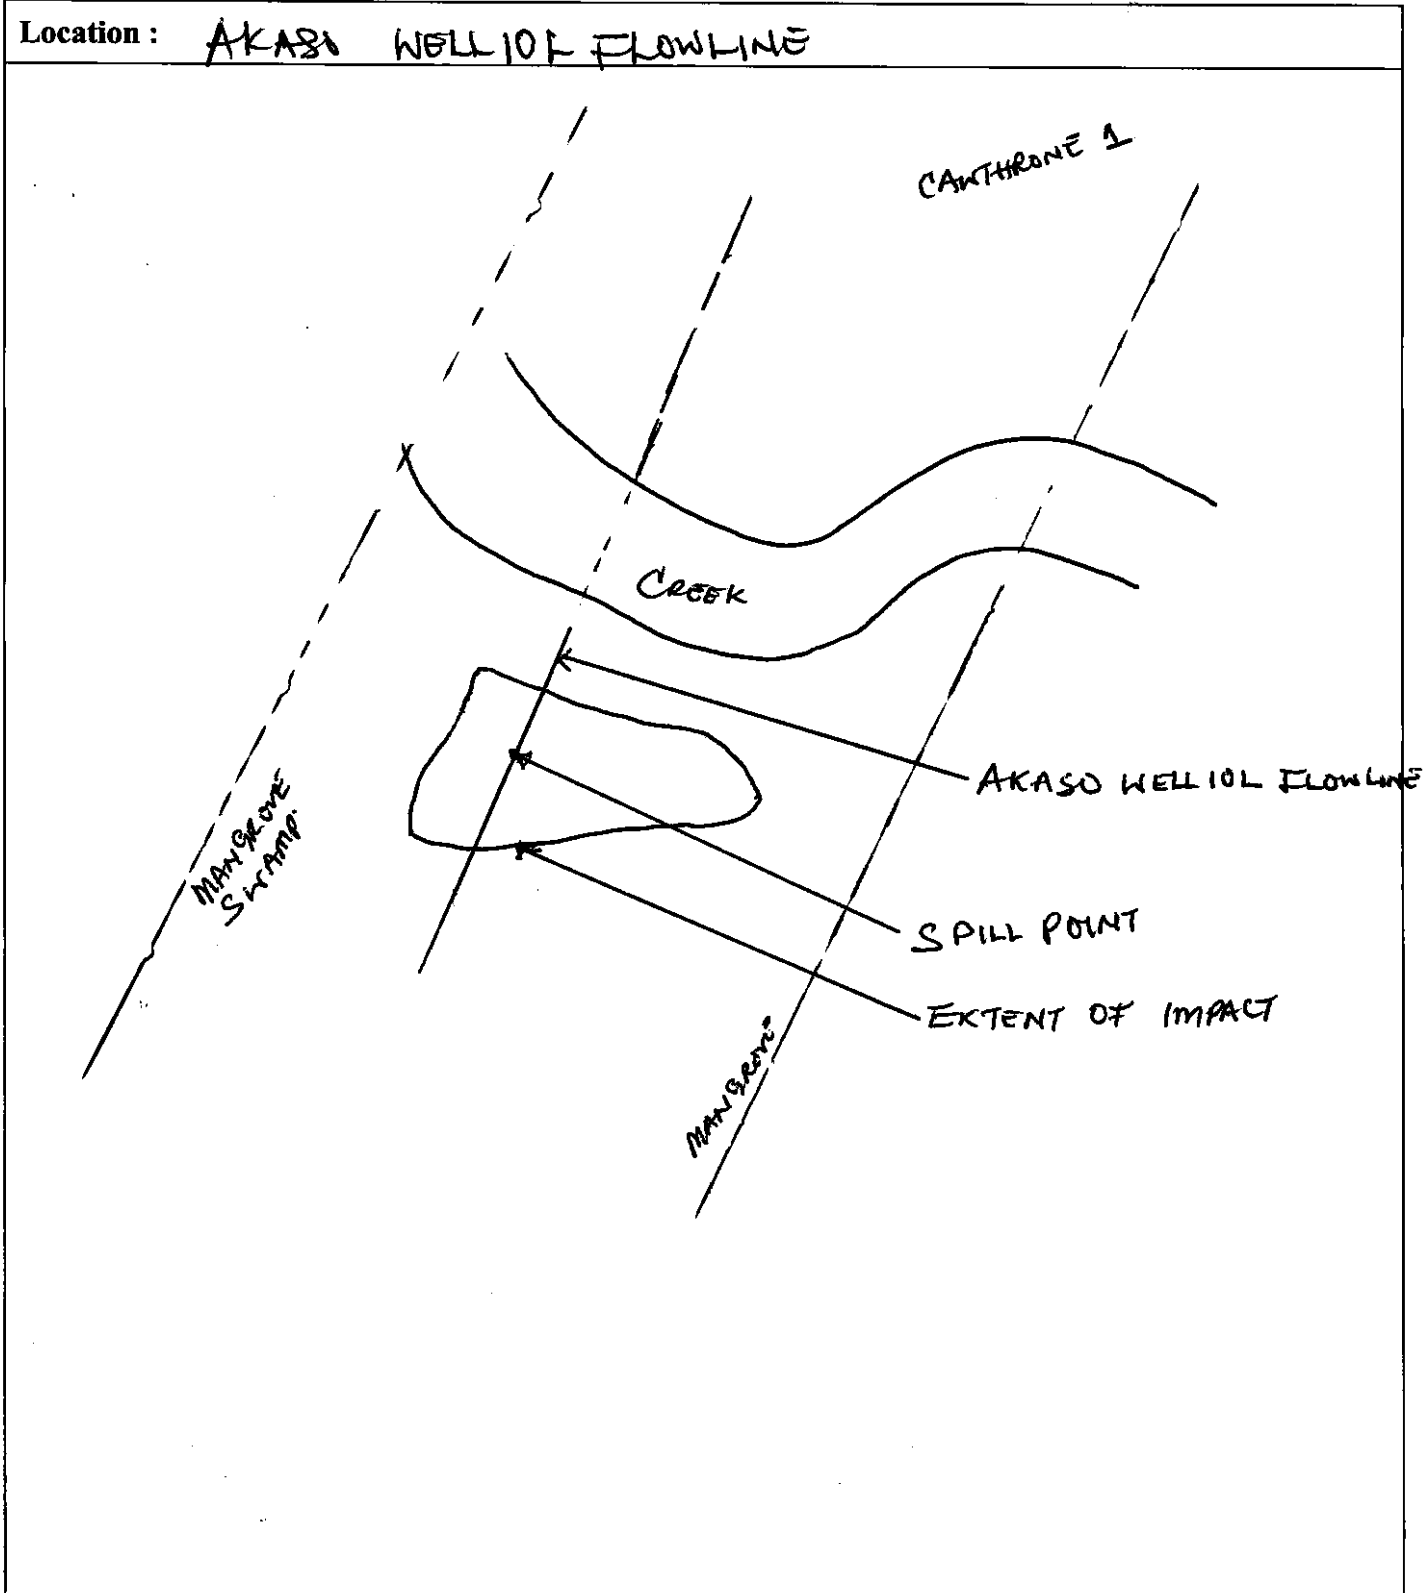 Location : AKASO WELL 10L FLOWLINE
CAWTHRONE 1
CREEK
AKASO WELL 10L FLOWLINE
MANGROVE
SWAMP
SPILL POINT
EXTENT OF IMPACT
MANGROVE